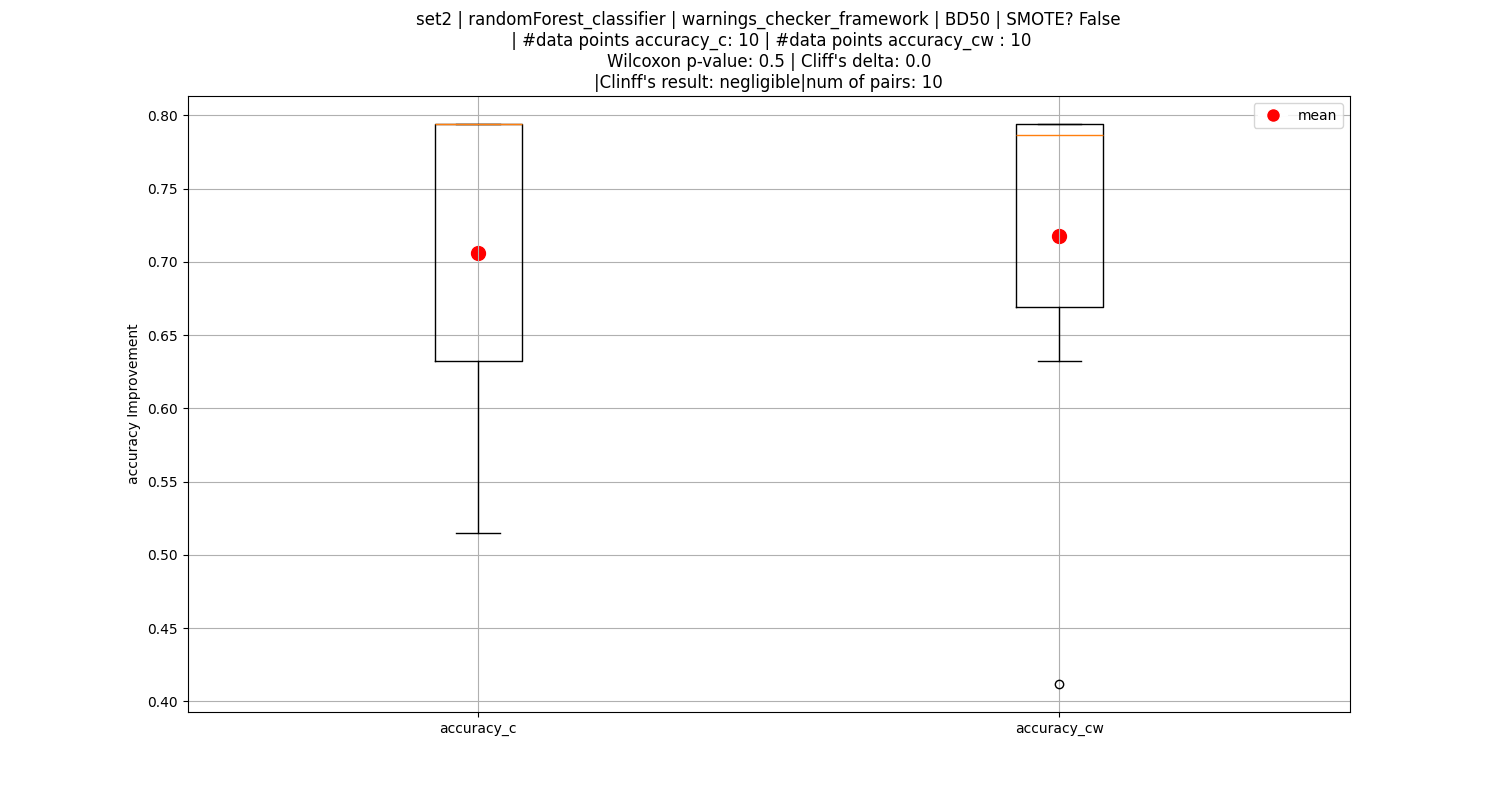 set2 | randomForest_classifier | warnings_checker_framework | BD50 | SMOTE? False
| #data points accuracy_c: 10 | #data points accuracy_cw : 10
Wilcoxon p-value: 0.5 | Cliff's delta: 0.0
|Clinff's result: negligible|num of pairs: 10
mean
0.80
0.75
0.70
0.65
0.60
0.55
0.50
0.45
0.40
accuracy Improvement
accuracy_c
accuracy_cw